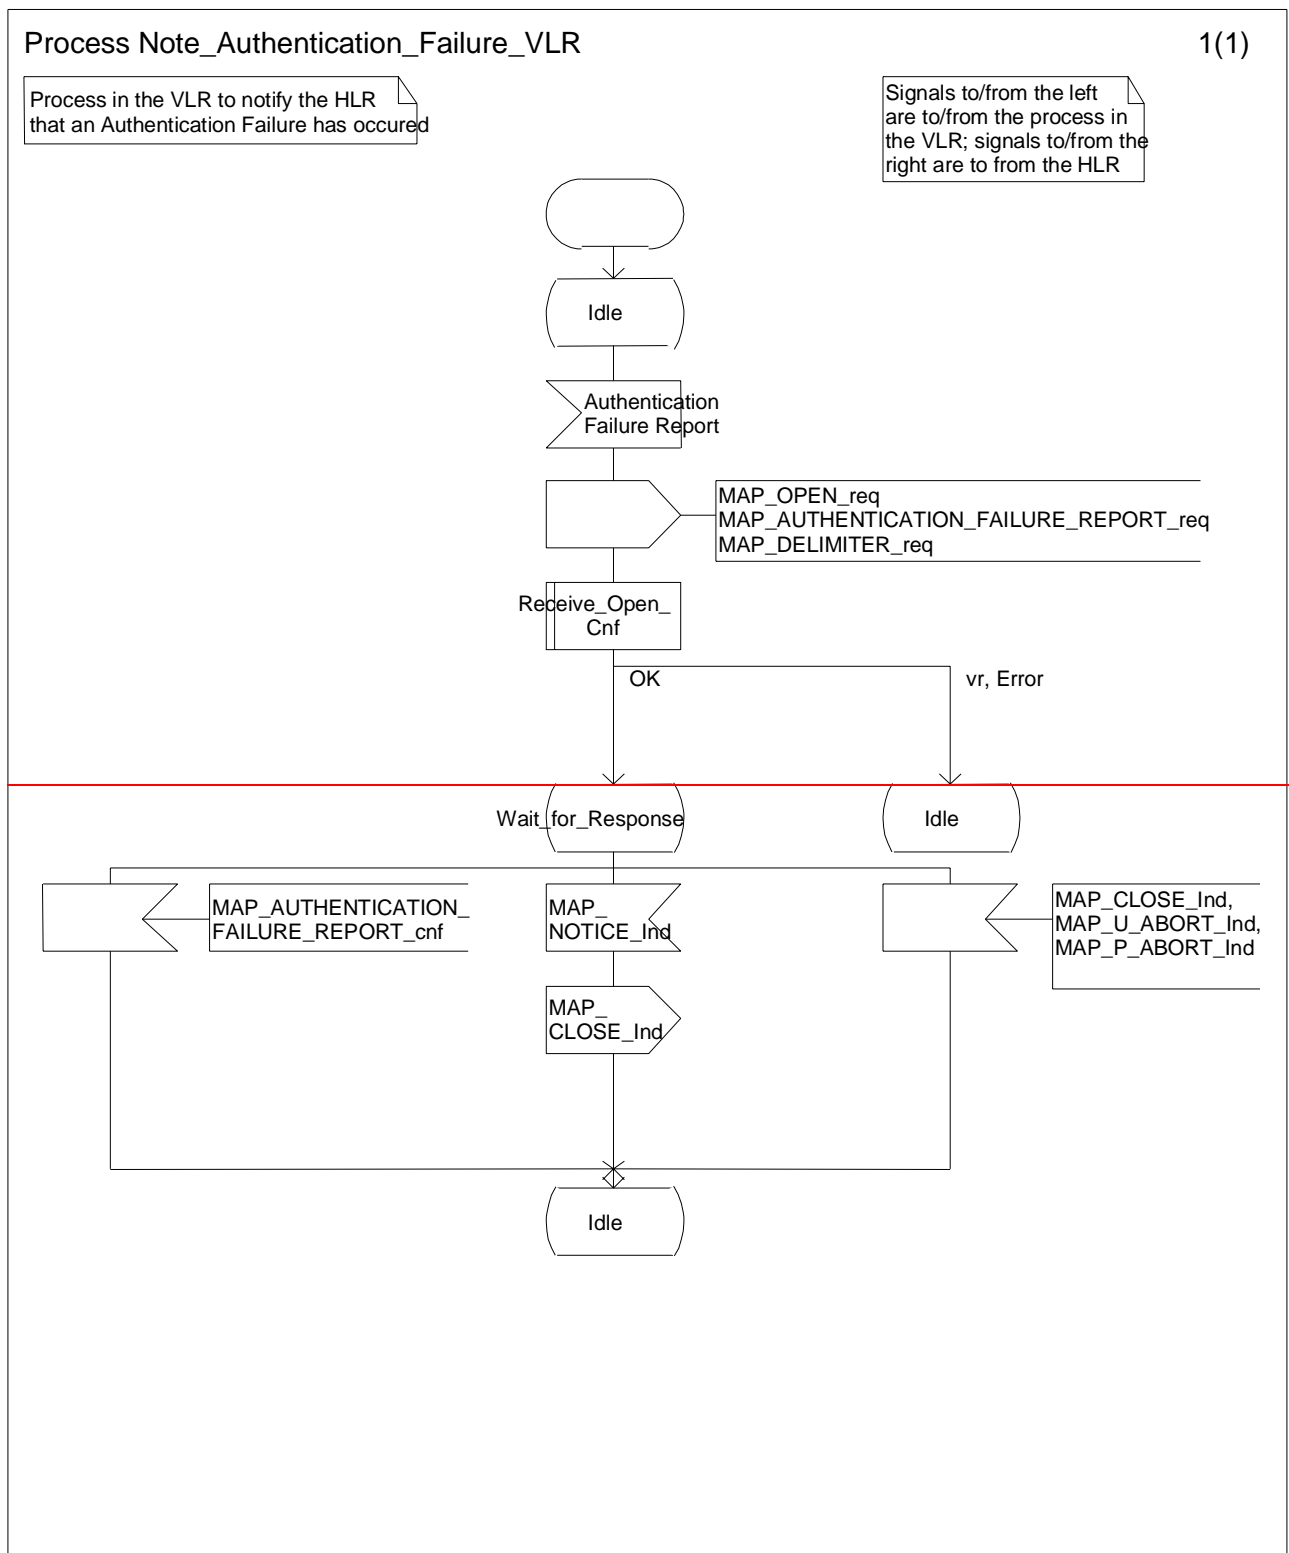 Process Note_Authentication_Failure_VLR
1(1)
Process in the VLR to notify the HLR
that an Authentication Failure has occured
Signals to/from the left
are to/from the process in
the VLR; signals to/from the
right are to from the HLR
Idle
Authentication
Failure Report
MAP_OPEN_req
MAP_AUTHENTICATION_FAILURE_REPORT_req
MAP_DELIMITER_req
Receive_Open_
Cnf
OK
vr, Error
Wait_for_Response
Idle
MAP_AUTHENTICATION_
FAILURE_REPORT_cnf
MAP_
NOTICE_Ind
MAP_CLOSE_Ind,
MAP_U_ABORT_Ind,
MAP_P_ABORT_Ind
MAP_
CLOSE_Ind
Idle